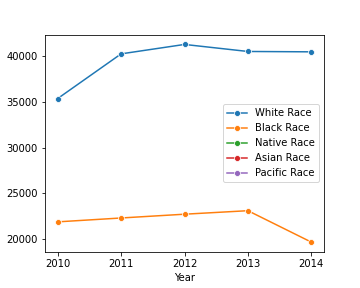 40000
35000
30000
25000
20000
White Race
Black Race
Native Race
Asian Race
Pacific Race
2010 2011 2012 2013 2014
Year